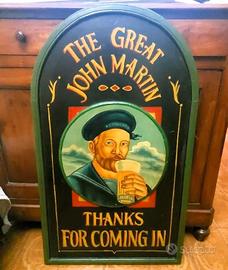 THE GREAT
JOHN MARTIN
THANKS
FOR COMING IN